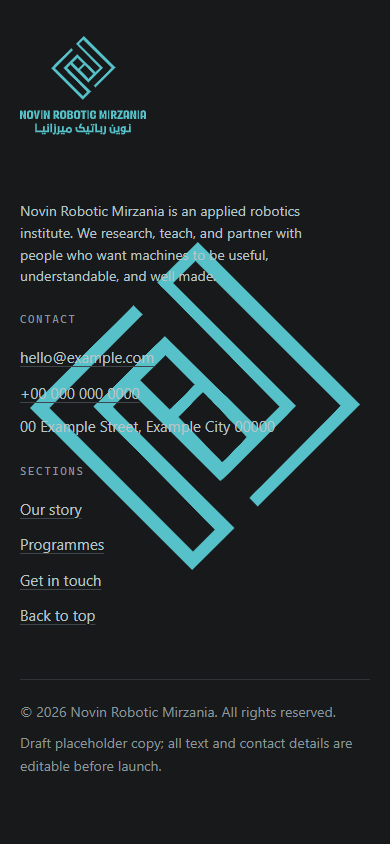 NOVIN ROBOTIC MIRZANIA
نوین رباتیک میرزانیا
Novin Robotic Mirzania is an applied robotics
institute. We research, teach, and partner with
people who want machines to be useful,
understandable, and well made.
CONTACT
hello@example.com
+00 000 000 0000
00 Example Street, Example City 00000
SECTIONS
Our story
Programmes
Get in touch
Back to top
© 2026 Novin Robotic Mirzania. All rights reserved.
Draft placeholder copy; all text and contact details are
editable before launch.